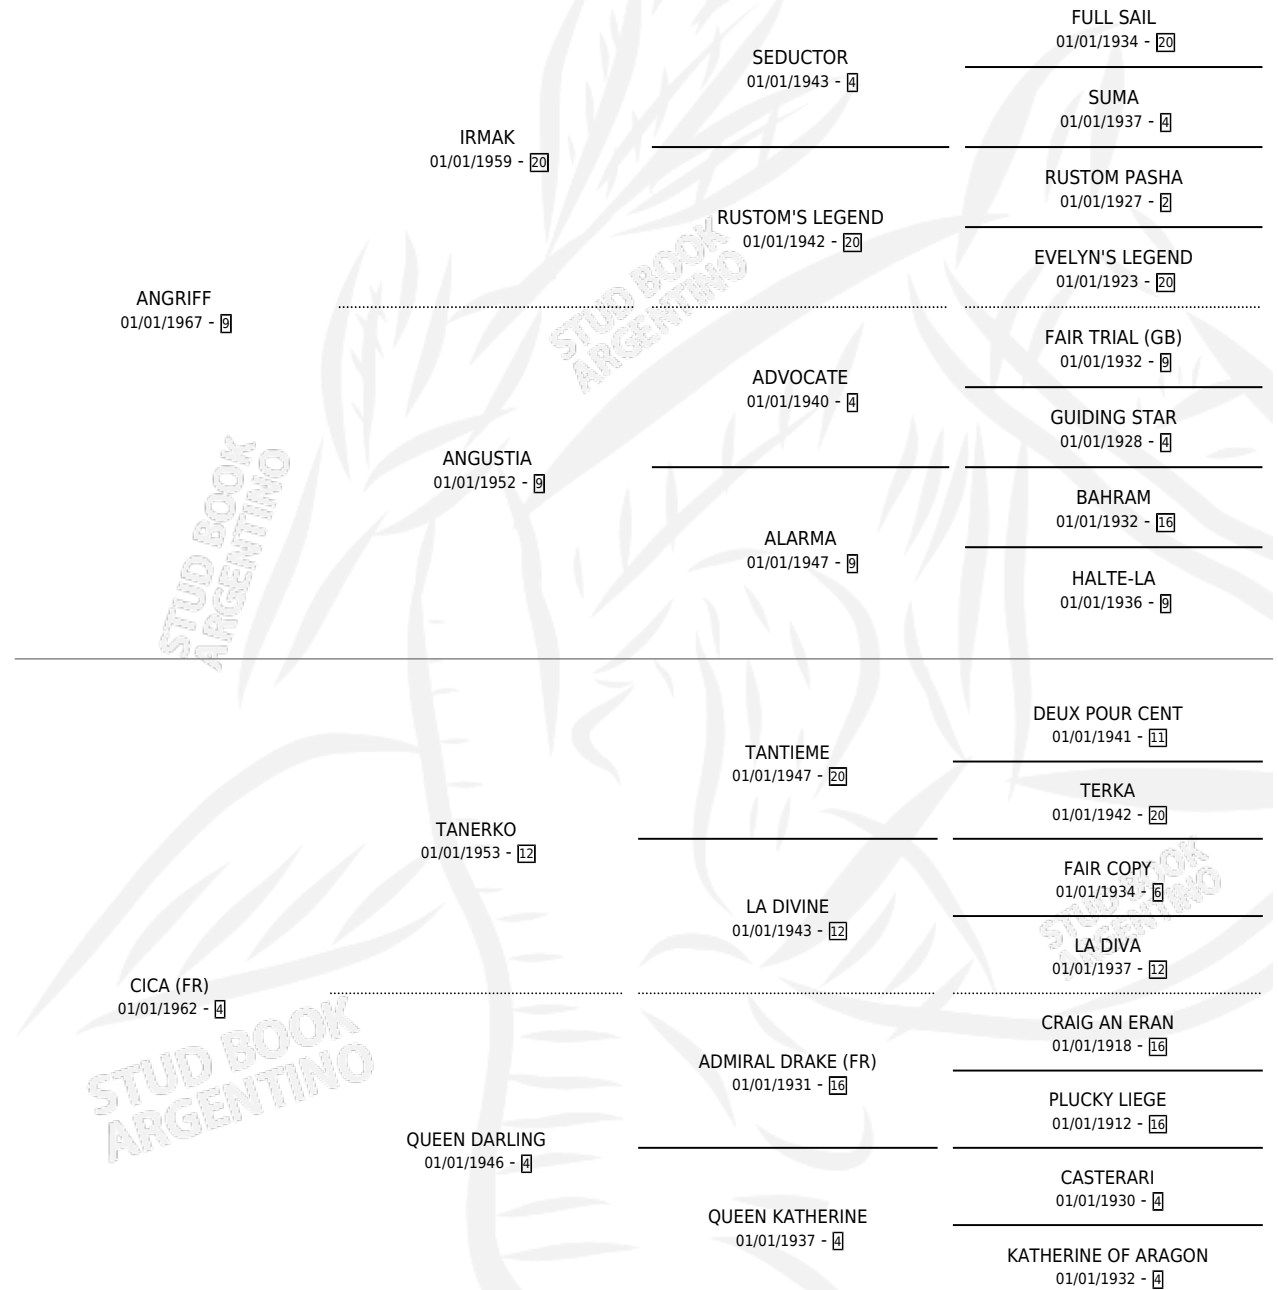 ANGRIFF
01/01/1967 - 9
IRMAK
01/01/1959 - 20
SEDUCTOR
01/01/1943 - 4
FULL SAIL
01/01/1934 - 20
SUMA
01/01/1937 - 4
RUSTOM'S LEGEND
01/01/1942 - 20
RUSTOM PASHA
01/01/1927 - 2
EVELYN'S LEGEND
01/01/1923 - 20
ANGUSTIA
01/01/1952 - 9
ADVOCATE
01/01/1940 - 4
FAIR TRIAL (GB)
01/01/1932 - 9
GUIDING STAR
01/01/1928 - 4
ALARMA
01/01/1947 - 9
BAHRAM
01/01/1932 - 16
HALTE-LA
01/01/1936 - 9
CICA (FR)
01/01/1962 - 4
TANERKO
01/01/1953 - 12
TANTIEME
01/01/1947 - 20
DEUX POUR CENT
01/01/1941 - 11
TERKA
01/01/1942 - 20
LA DIVINE
01/01/1943 - 12
FAIR COPY
01/01/1934 - 6
LA DIVA
01/01/1937 - 12
QUEEN DARLING
01/01/1946 - 4
ADMIRAL DRAKE (FR)
01/01/1931 - 16
CRAIG AN ERAN
01/01/1918 - 16
PLUCKY LIEGE
01/01/1912 - 16
QUEEN KATHERINE
01/01/1937 - 4
CASTERARI
01/01/1930 - 4
KATHERINE OF ARAGON
01/01/1932 - 4
STUD BOOK
ARGENTINO
STUD BOOK
ARGENTINO
STUD BOOK
ARGENTINO
STUD BOOK
ARGENTINO